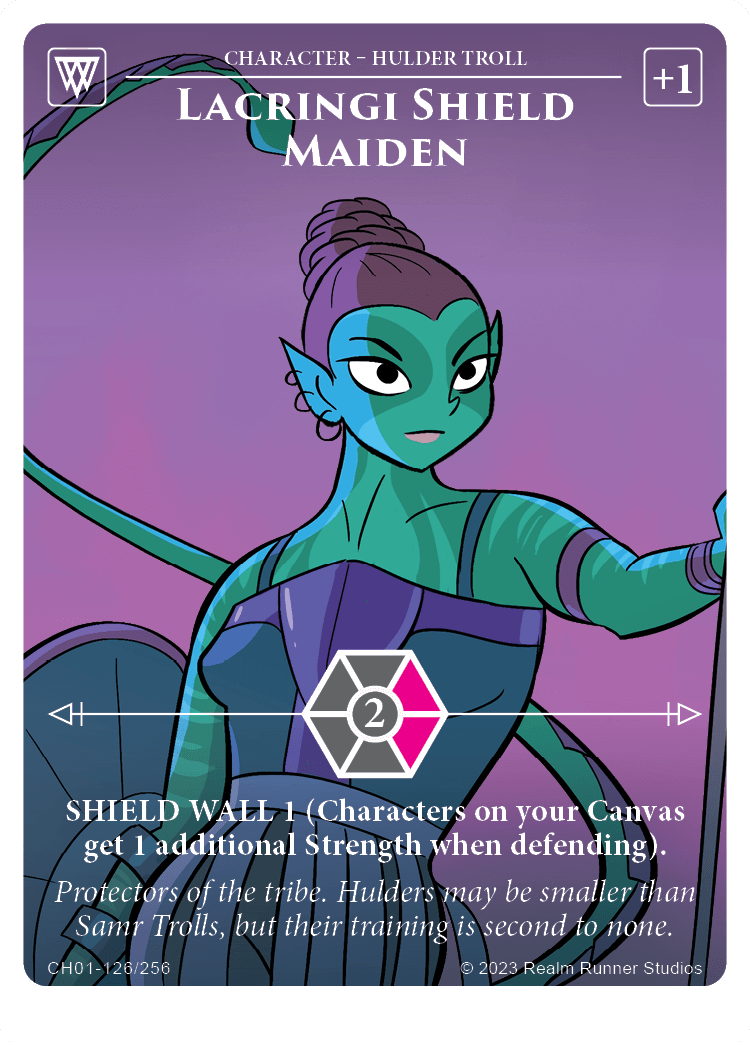 CHARACTER – HULDER TROLL
+1
LACRINGI SHIELD
MAIDEN
2
SHIELD WALL 1 (Characters on your Canvas
get 1 additional Strength when defending).
Protectors of the tribe. Hulders may be smaller than
Samr Trolls, but their training is second to none.
CH01-126/256
© 2023 Realm Runner Studios